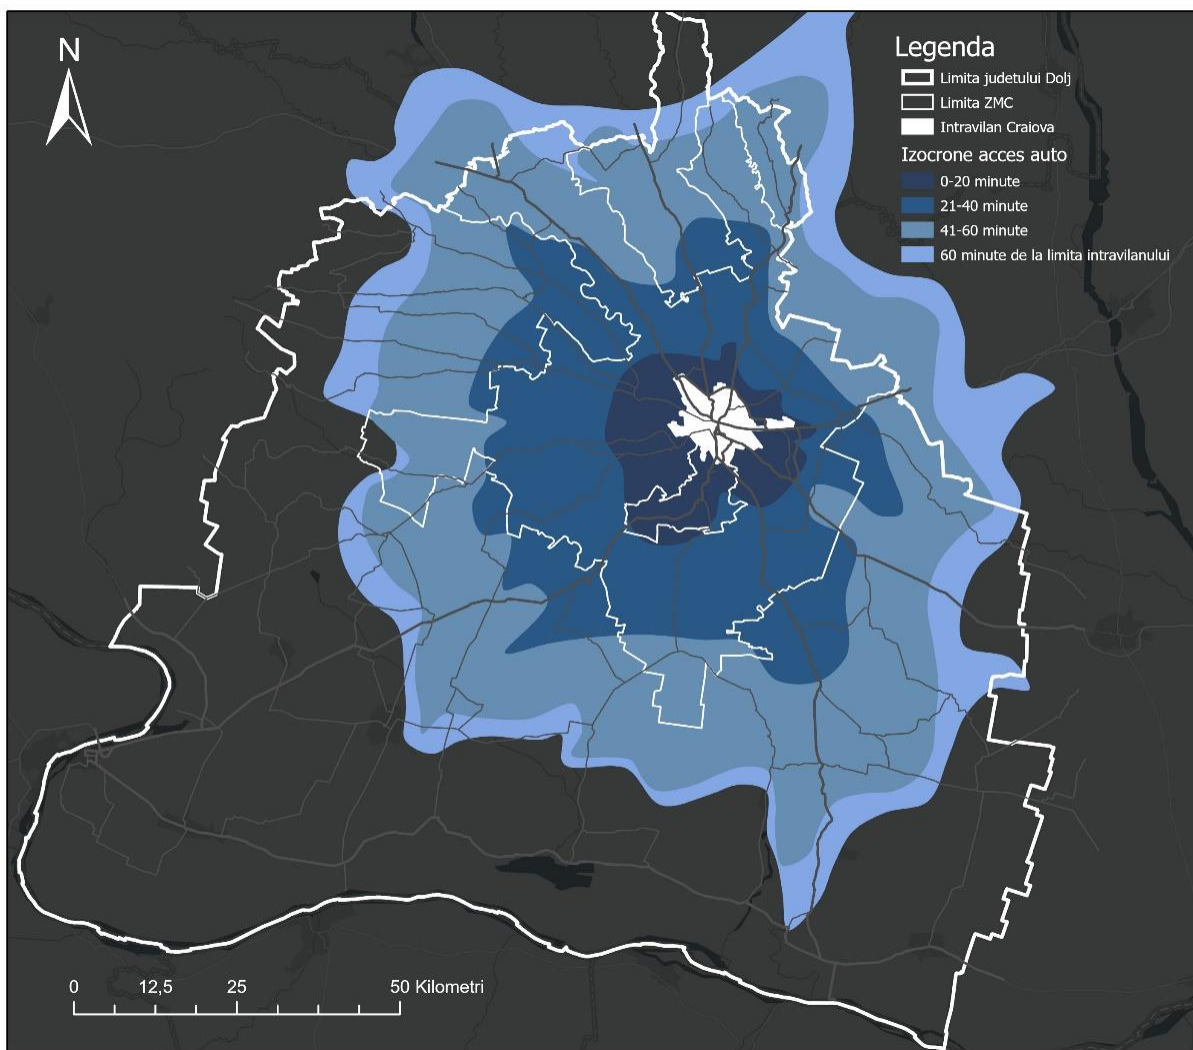 N
Legenda
Limita judetului Dolj
Limita ZMC
Intravilan Craiova
Izocrone acces auto
0-20 minute
21-40 minute
41-60 minute
60 minute de la limita intravilanului
0 12,5 25 50 Kilometri